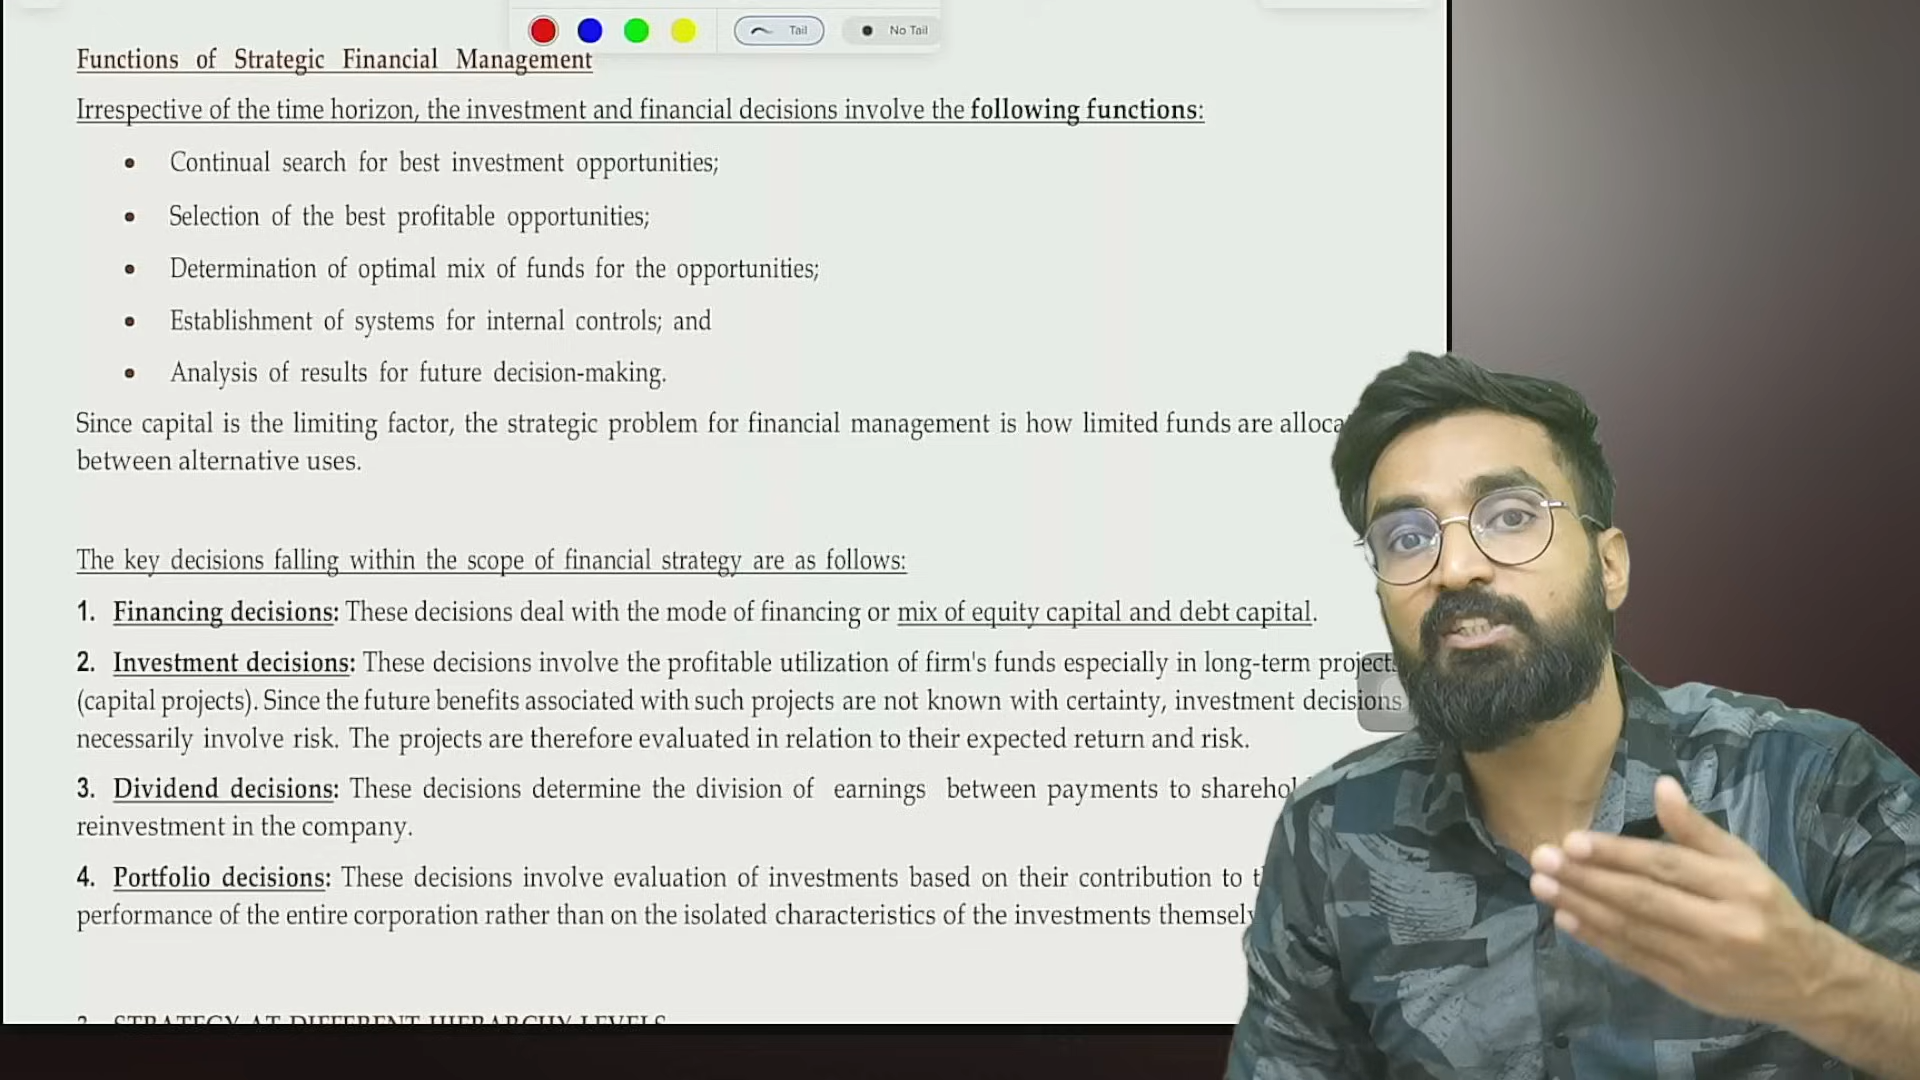 Tail
No Tail
Functions of Strategic Financial Management
Irrespective of the time horizon, the investment and financial decisions involve the following functions:
• Continual search for best investment opportunities;
• Selection of the best profitable opportunities;
• Determination of optimal mix of funds for the opportunities;
• Establishment of systems for internal controls; and
• Analysis of results for future decision-making.
Since capital is the limiting factor, the strategic problem for financial management is how limited funds are
between alternative uses.
The key decisions falling within the scope of financial strategy are as follows:
1. Financing decisions: These decisions deal with the mode of financing or mix of equity capital and debt capital.
2. Investment decisions: These decisions involve the profitable utilization of firm's funds especially in long-term projects
(capital projects). Since the future benefits associated with such projects are not known with certainty, investment decisions
necessarily involve risk. The projects are therefore evaluated in relation to their expected return and risk.
3. Dividend decisions: These decisions determine the division of earnings between payments to
reinvestment in the company.
4. Portfolio decisions: These decisions involve evaluation of investments based on their contribution to
performance of the entire corporation rather than on the isolated characteristics of the investments
STRATEGY AT DIFFERENT HIERARCHY LEVELS